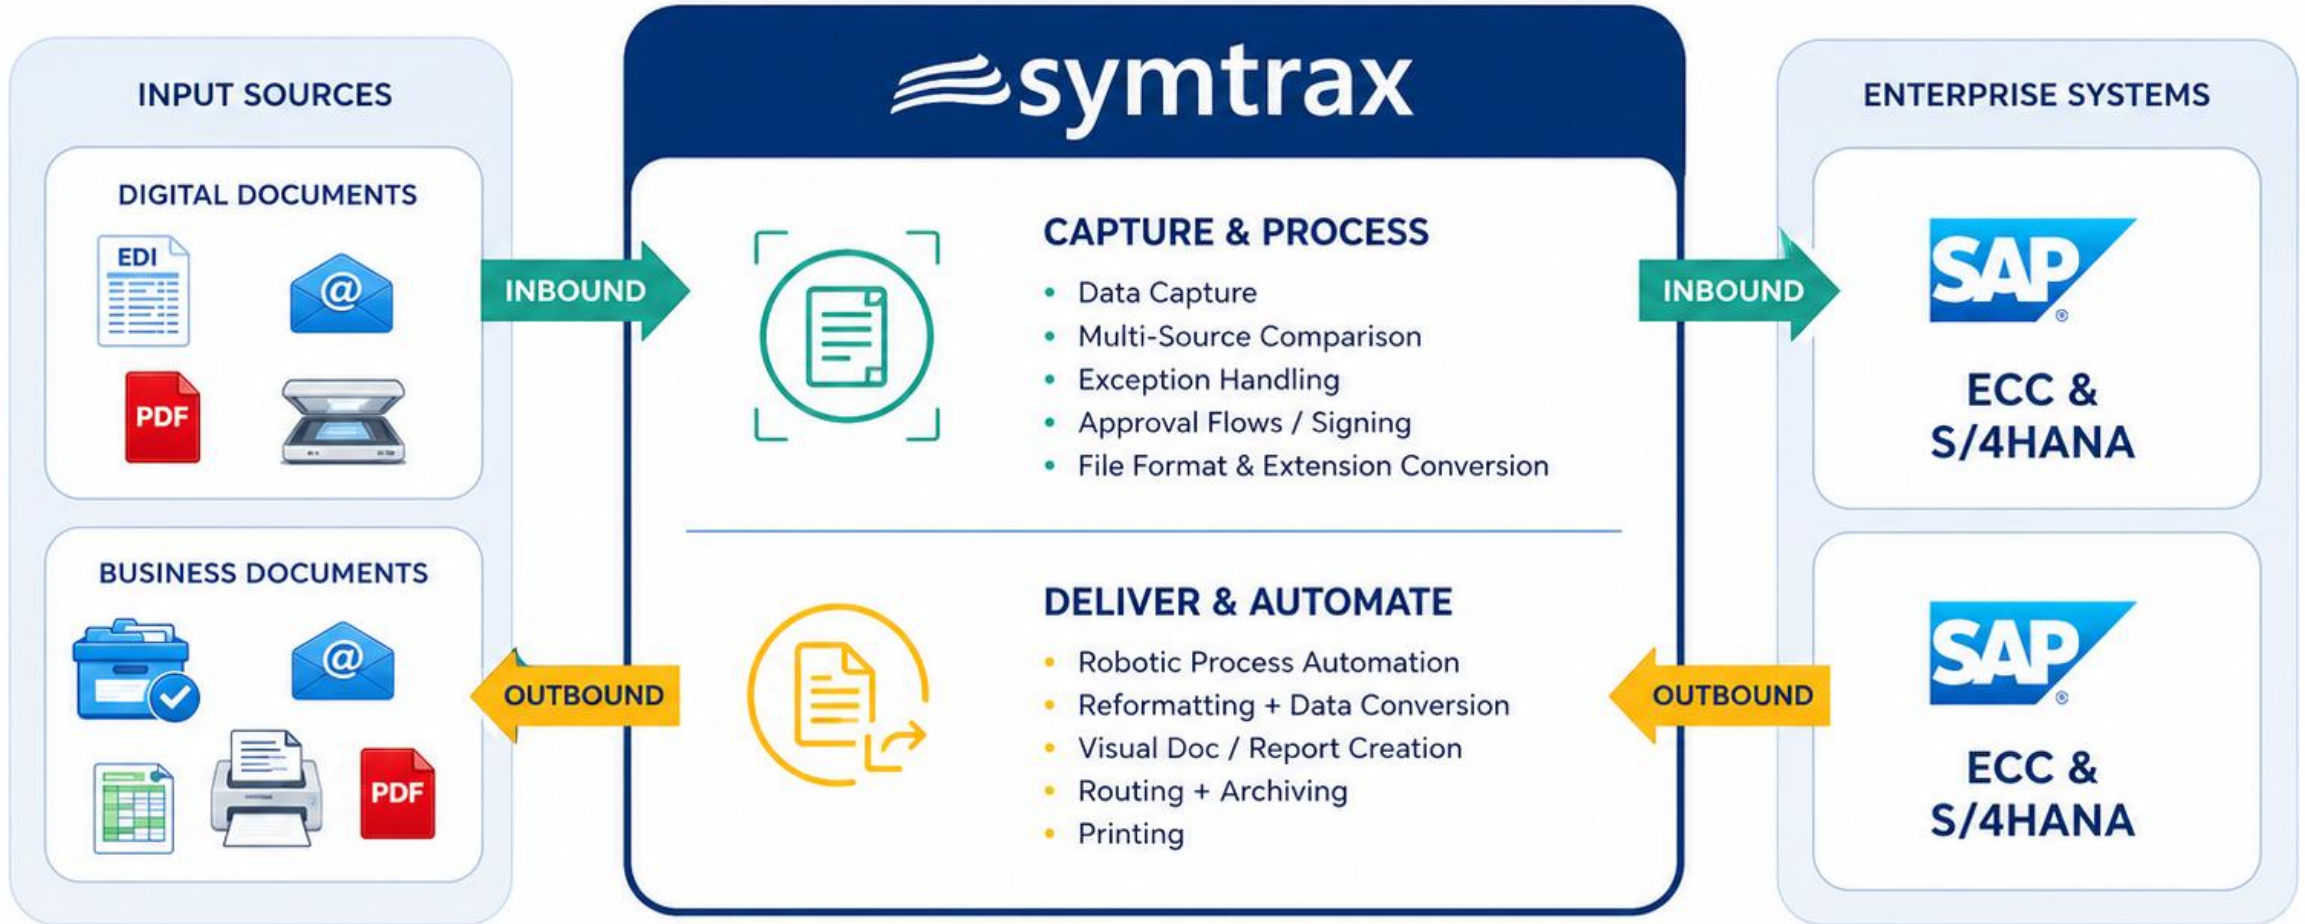 INPUT SOURCES
DIGITAL DOCUMENTS
EDI
@
PDF
BUSINESS DOCUMENTS
@
PDF
INBOUND
OUTBOUND
symtrax
CAPTURE & PROCESS
• Data Capture
• Multi-Source Comparison
• Exception Handling
• Approval Flows / Signing
• File Format & Extension Conversion
DELIVER & AUTOMATE
• Robotic Process Automation
• Reformatting + Data Conversion
• Visual Doc / Report Creation
• Routing + Archiving
• Printing
INBOUND
OUTBOUND
ENTERPRISE SYSTEMS
SAP®
ECC &
S/4HANA
SAP®
ECC &
S/4HANA